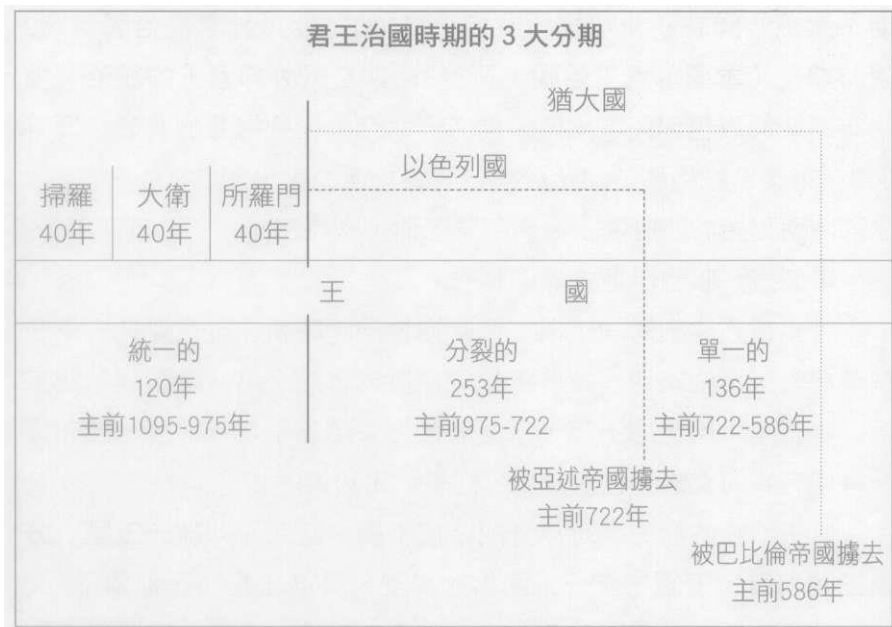 君王治國時期的 3 大分期
猶大國
以色列國
掃羅
40年
大衛
40年
所羅門
40年
王 國
統一的
120年
主前1095-975年
分裂的
253年
主前975-722
單一的
136年
主前722-586年
被亞述帝國擄去
主前722年
被巴比倫帝國擄去
主前586年